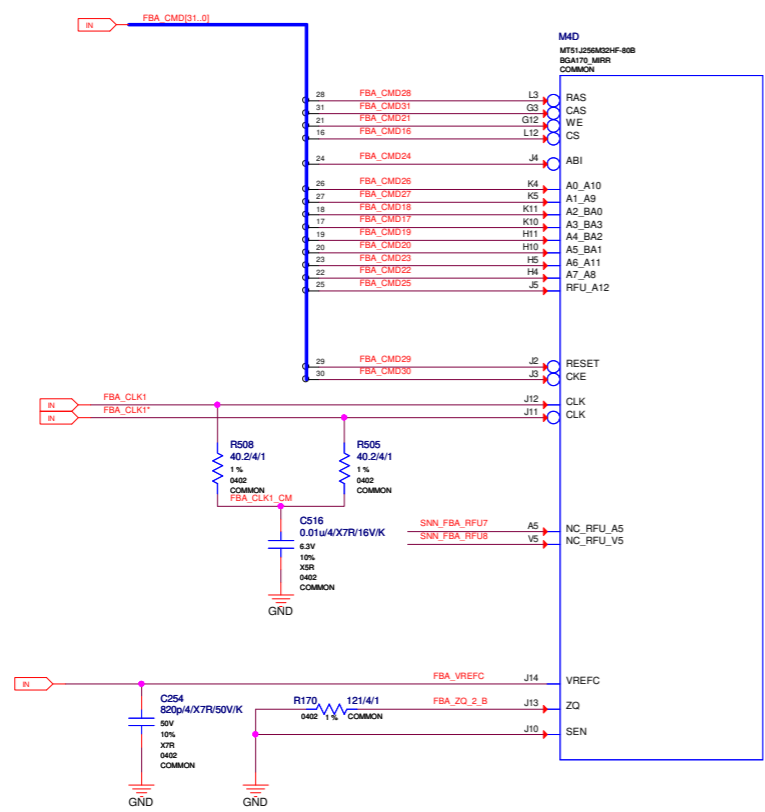 FBA_CMD[31..0]
IN
M4D
MT51J256M32HF-80B
BGA170_MIRR
COMMON
28 FBA_CMD28 L3 RAS
31 FBA_CMD31 G3 CAS
21 FBA_CMD21 G12 WE
16 FBA_CMD16 L12 CS
24 FBA_CMD24 J4 ABI
26 FBA_CMD26 K4 A0_A10
27 FBA_CMD27 K5 A1_A9
18 FBA_CMD18 K11 A2_BA0
17 FBA_CMD17 K10 A3_BA3
19 FBA_CMD19 H11 A4_BA2
20 FBA_CMD20 H10 A5_BA1
23 FBA_CMD23 H5 A6_A11
22 FBA_CMD22 H4 A7_A8
25 FBA_CMD25 J5 RFU_A12
29 FBA_CMD29 J2 RESET
30 FBA_CMD30 J3 CKE
IN FBA_CLK1 J12 CLK
IN FBA_CLK1* J11 CLK
R508
40.2/4/1
1 %
0402
COMMON
R505
40.2/4/1
1 %
0402
COMMON
FBA_CLK1_CM
C516
0.01u/4/X7R/16V/K
6.3V
10%
X5R
0402
COMMON
GND
SNN_FBA_RFU7 A5 NC_RFU_A5
SNN_FBA_RFU8 V5 NC_RFU_V5
IN FBA_VREFC J14 VREFC
C254
820p/4/X7R/50V/K
50V
10%
X7R
0402
COMMON
GND
R170 121/4/1 FBA_ZQ_2_B J13 ZQ
0402 1 % COMMON
J10 SEN
GND